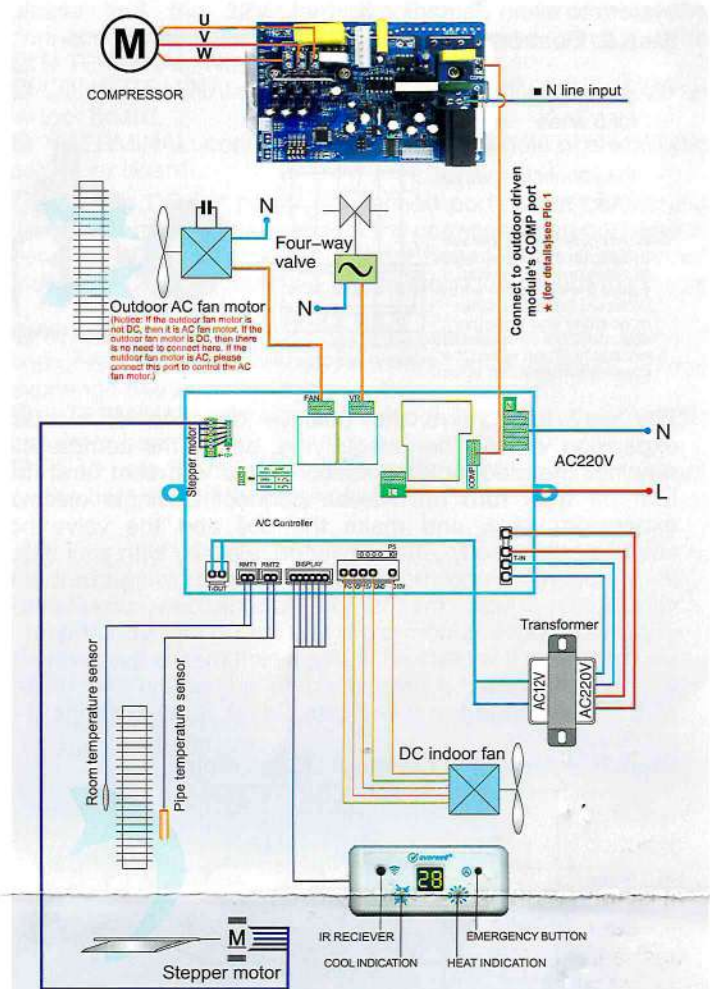 U
V
W
M
COMPRESSOR
■ N line input
N
Four-way
valve
N
Outdoor AC fan motor
(Notice: If the outdoor fan motor is
not DC, then it is AC fan motor. If the
outdoor fan motor is DC, then there
is no need to connect here. If the
outdoor fan motor is AC, please
connect this port to control the AC
fan motor.)
Connect to outdoor driven
module's COMP port
★ (for details)see Pic 1
FAN
VR
Stepper motor
COMP
N
AC220V
L
A/C Controller
T-OUT
RMT1
RMT2
DISPLAY
P5
GND
310V
T-IN
Transformer
AC12V
AC220V
Room temperature sensor
Pipe temperature sensor
DC indoor fan
overwell
28
IR RECIEVER
EMERGENCY BUTTON
COOL INDICATION
HEAT INDICATION
M
Stepper motor